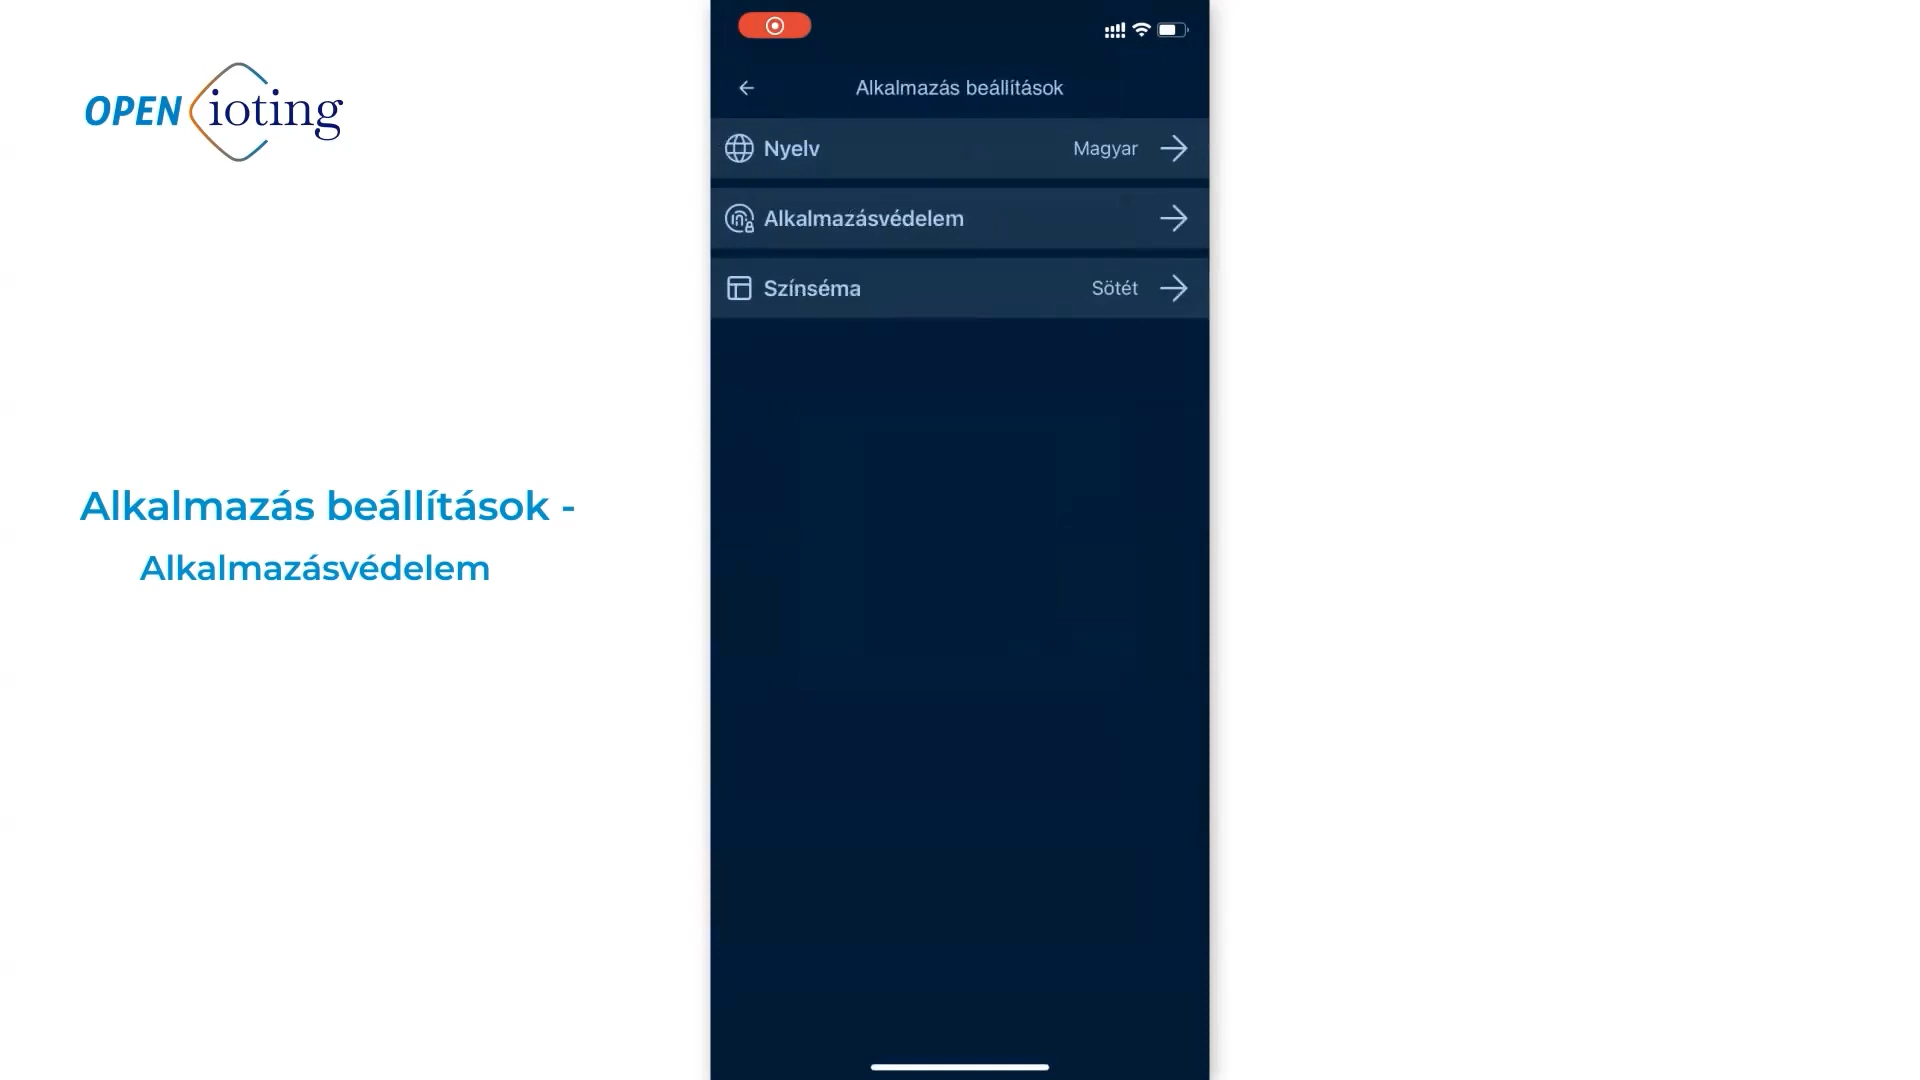 OPEN ioting
Alkalmazás beállítások -
Alkalmazásvédelem
Alkalmazás beállítások
Nyelv Magyar
Alkalmazásvédelem
Színséma Sötét